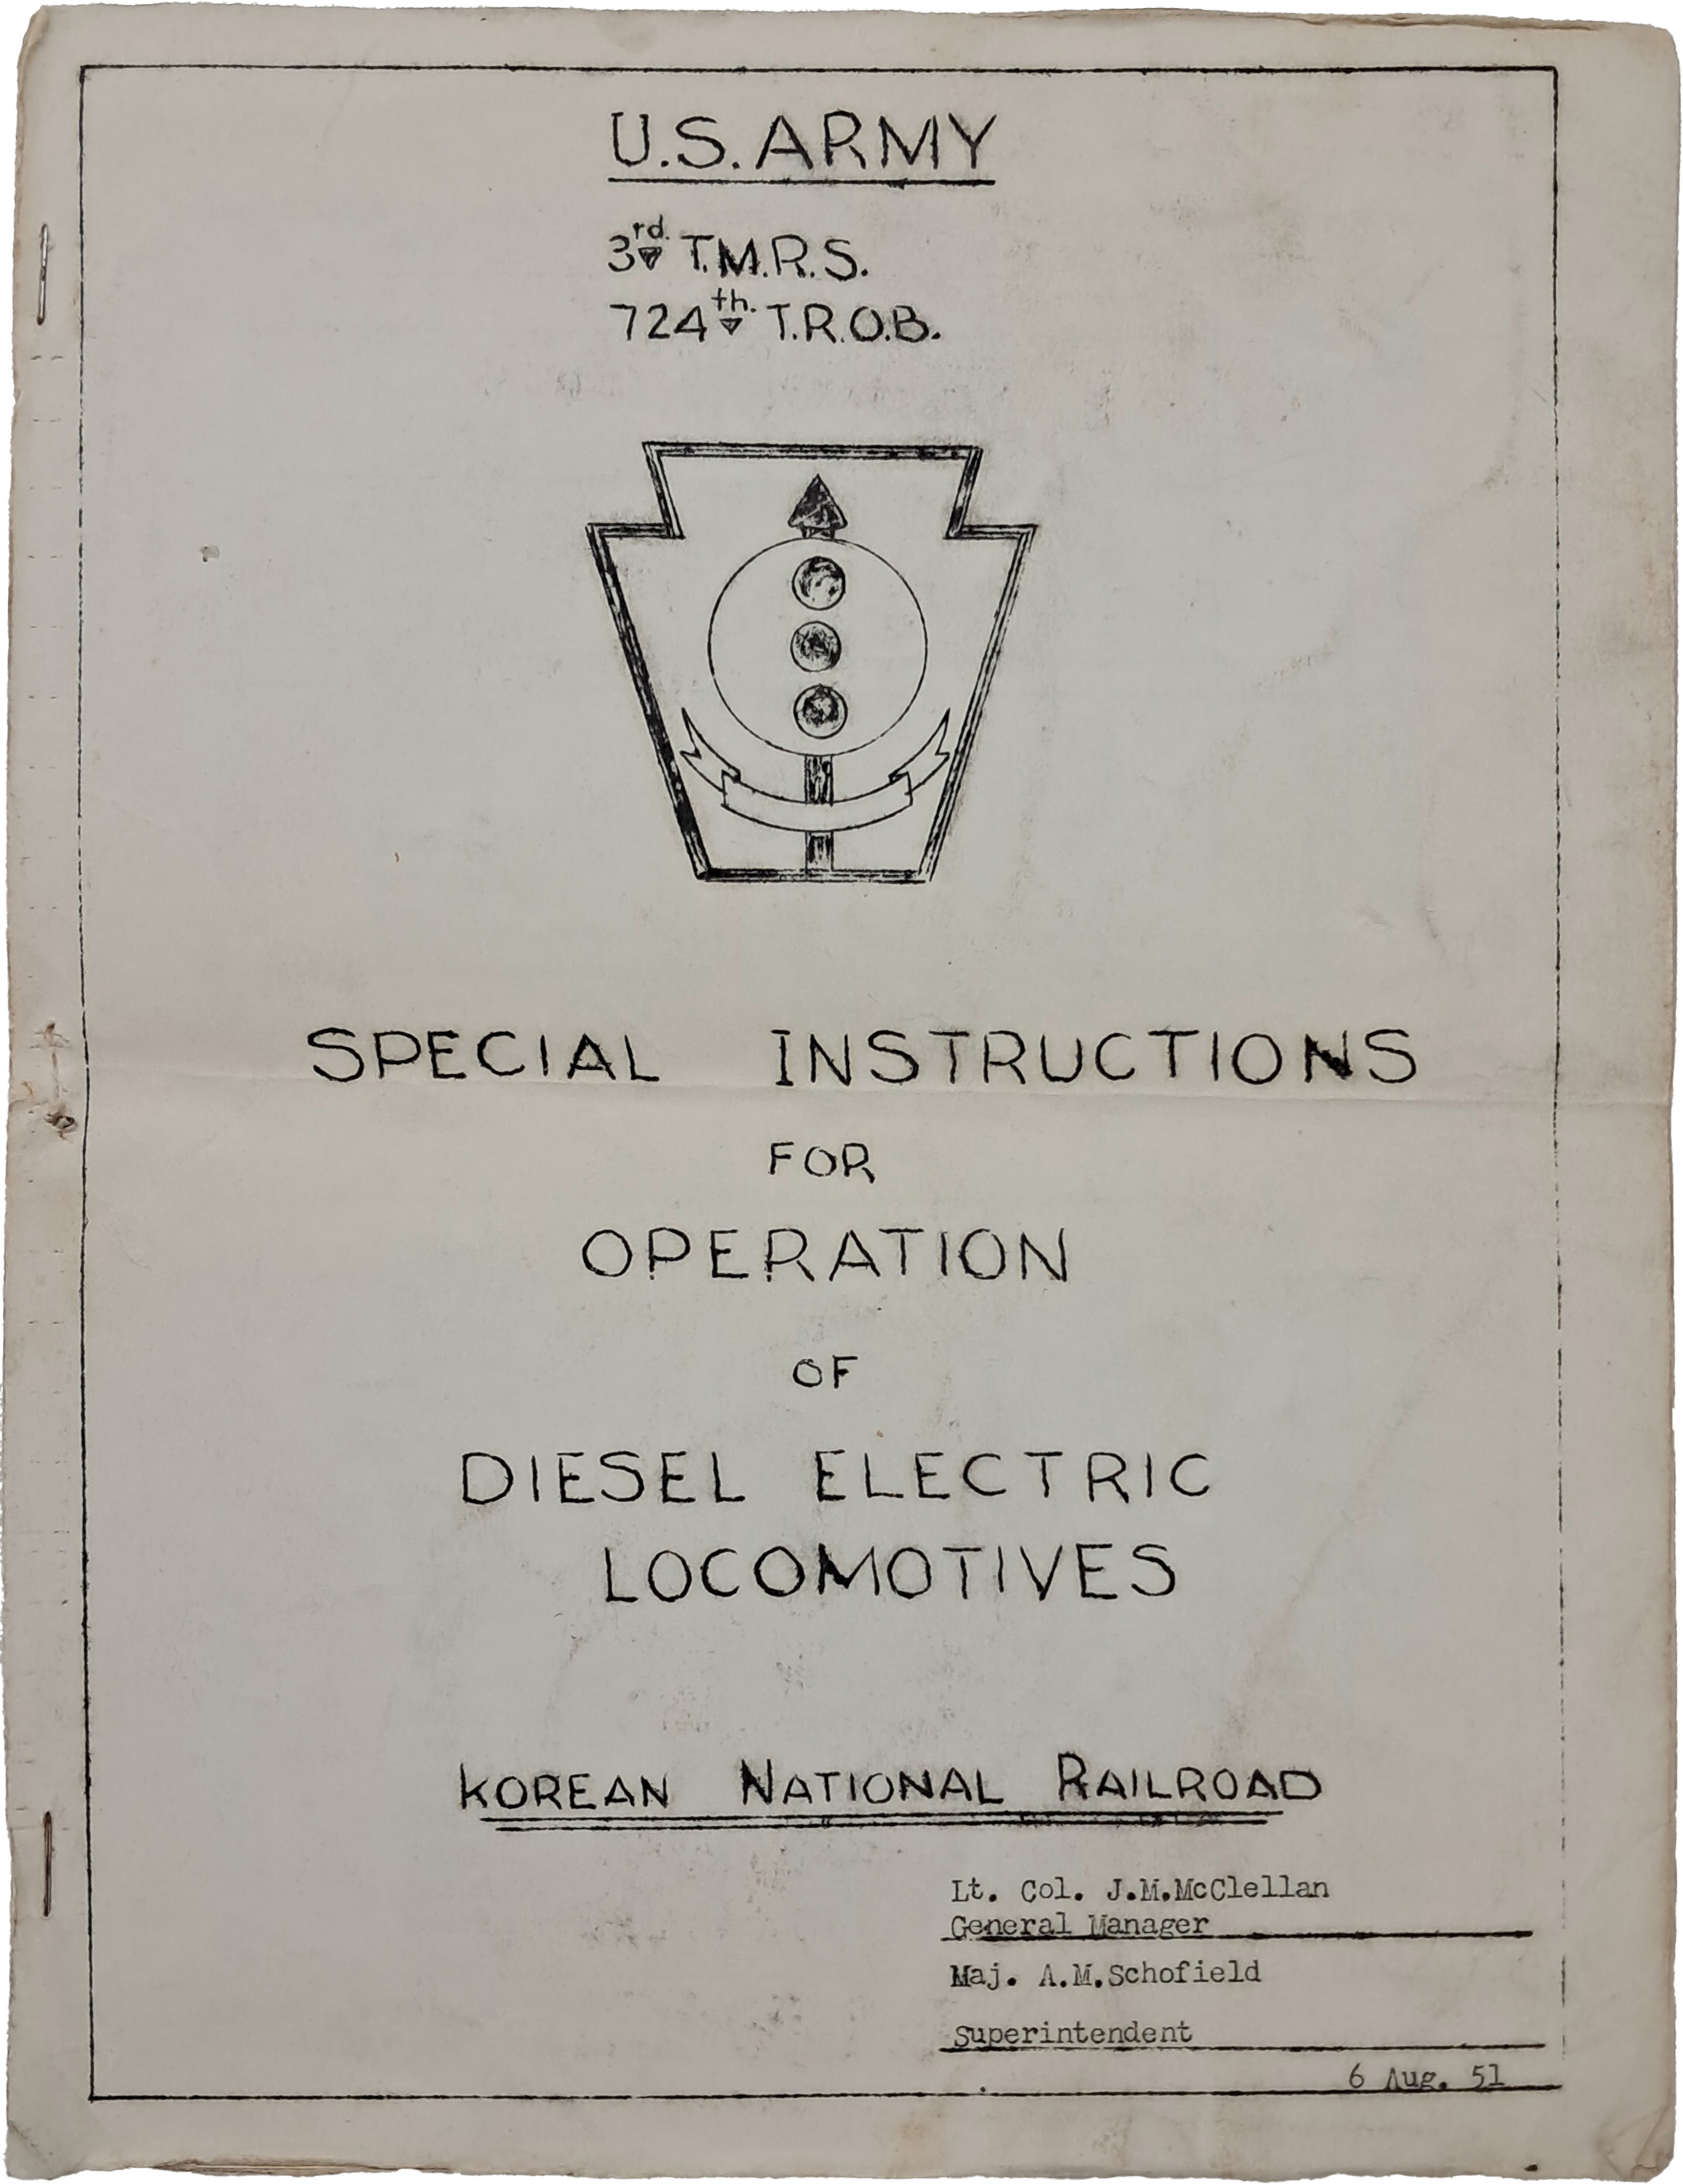 U.S. ARMY
3rd. T.M.R.S.
724th. T.R.O.B.
SPECIAL INSTRUCTIONS
FOR
OPERATION
OF
DIESEL ELECTRIC
LOCOMOTIVES
KOREAN NATIONAL RAILROAD
Lt. Col. J.M.McClellan
General Manager
Maj. A.M.Schofield
Superintendent
6 Aug. 51